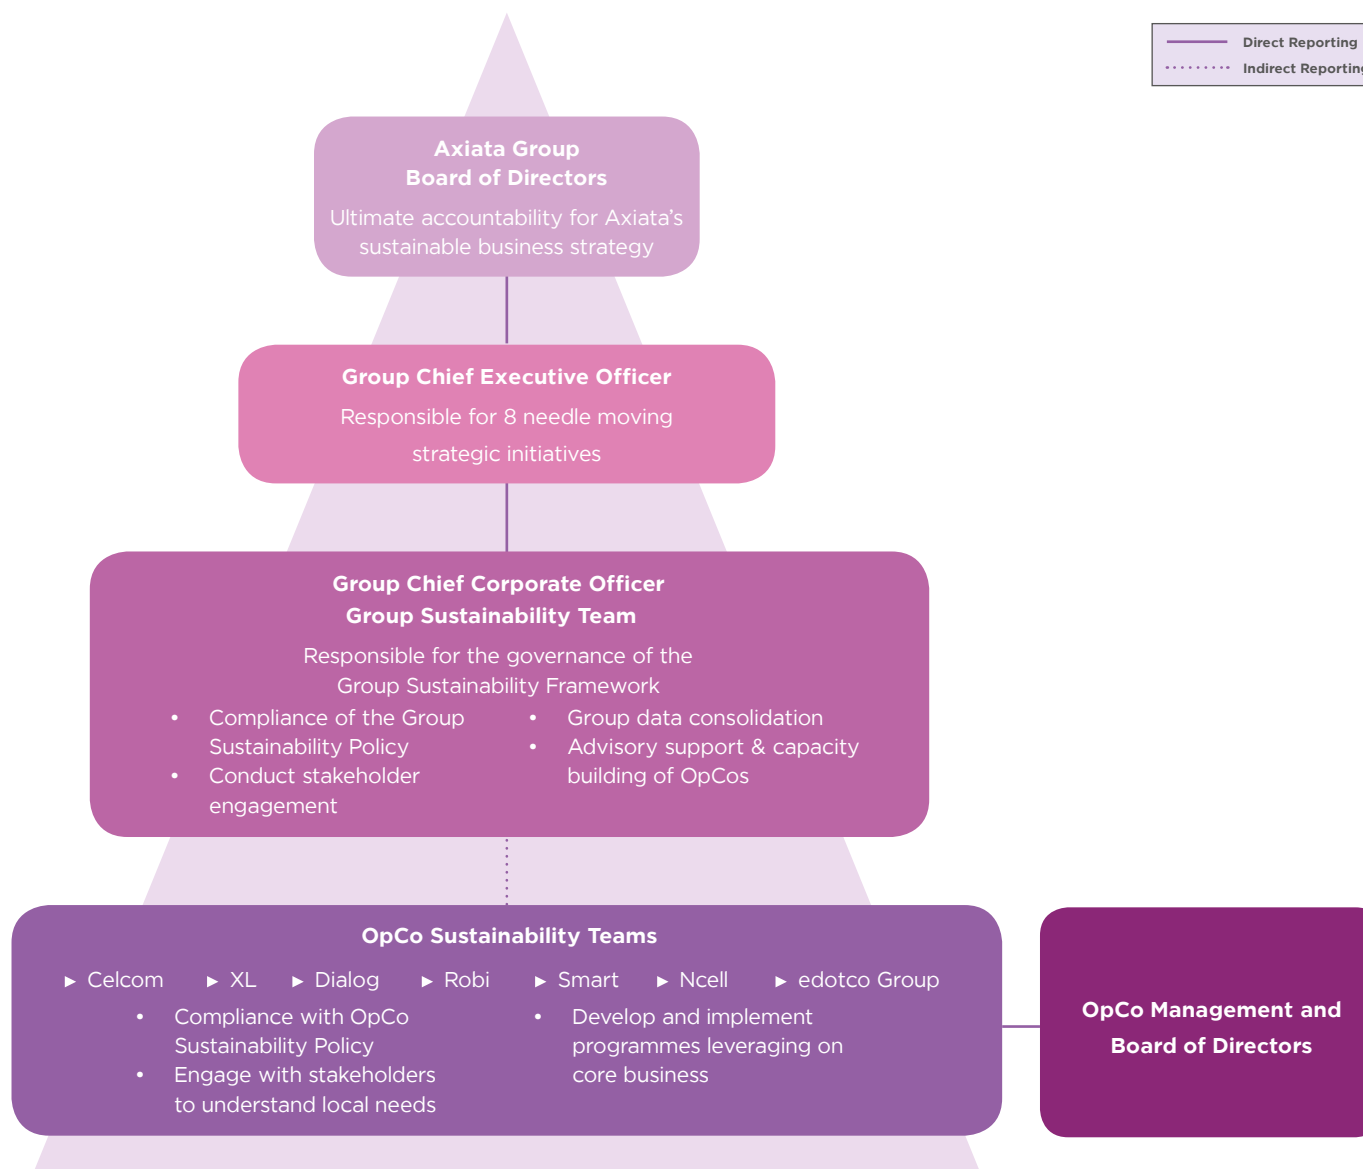 Direct Reporting
Indirect Reporting
Axiata Group
Board of Directors
Ultimate accountability for Axiata's
sustainable business strategy
Group Chief Executive Officer
Responsible for 8 needle moving
strategic initiatives
Group Chief Corporate Officer
Group Sustainability Team
Responsible for the governance of the
Group Sustainability Framework
• Compliance of the Group
Sustainability Policy
• Conduct stakeholder
engagement
• Group data consolidation
• Advisory support & capacity
building of OpCos
OpCo Sustainability Teams
► Celcom ► XL ► Dialog ► Robi ► Smart ► Ncell ► edotco Group
• Compliance with OpCo
Sustainability Policy
• Engage with stakeholders
to understand local needs
• Develop and implement
programmes leveraging on
core business
OpCo Management and
Board of Directors